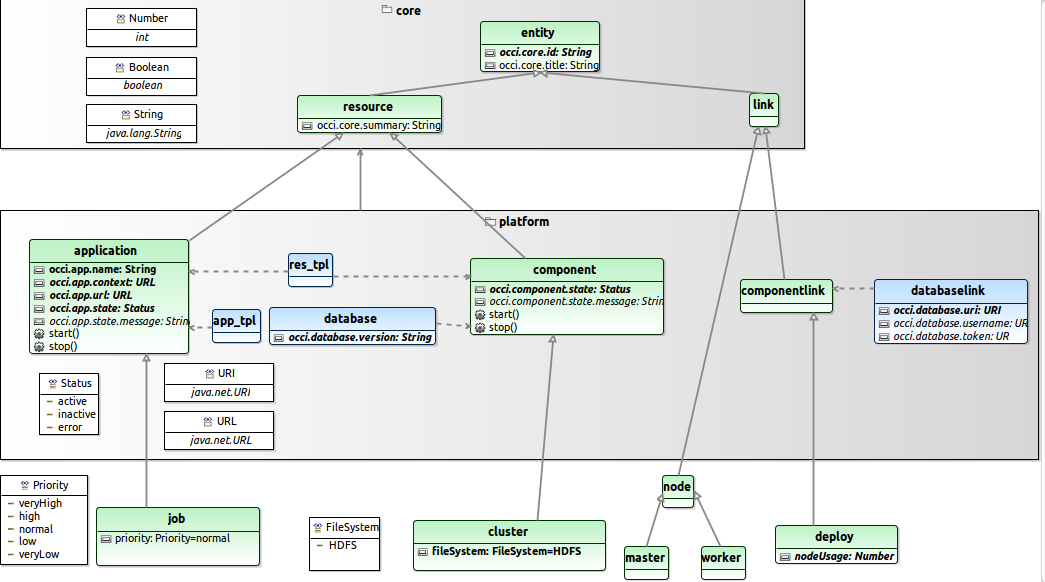 core
Number
int
Boolean
boolean
String
java.lang.String
entity
occi.core.id: String
occi.core.title: String
resource
occi.core.summary: String
link
platform
application
occi.app.name: String
occi.app.context: URL
occi.app.url: URL
occi.app.state: Status
occi.app.state.message: Strin
start()
stop()
res_tpl
app_tpl
database
occi.database.version: String
component
occi.component.state: Status
occi.component.state.message: Strin
start()
stop()
componentlink
databaselink
occi.database.uri: URI
occi.database.username: UR
occi.database.token: UR
Status
active
inactive
error
URI
java.net.URI
URL
java.net.URL
Priority
veryHigh
high
normal
low
veryLow
job
priority: Priority=normal
FileSystem
HDFS
cluster
fileSystem: FileSystem=HDFS
node
master
worker
deploy
nodeUsage: Number